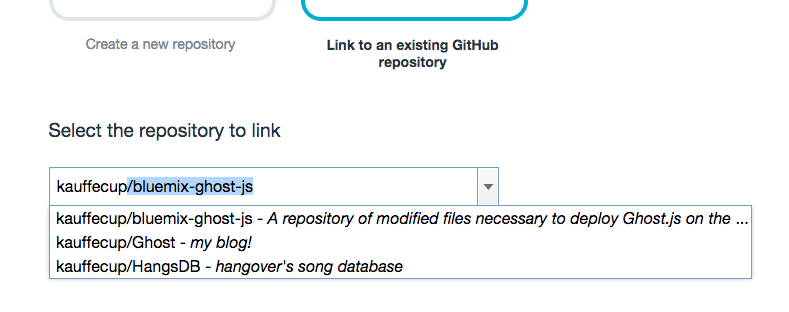 Create a new repository
Link to an existing GitHub
repository
Select the repository to link
kauffecup/bluemix-ghost-js
kauffecup/bluemix-ghost-js - A repository of modified files necessary to deploy Ghost.js on the ...
kauffecup/Ghost - my blog!
kauffecup/HangsDB - hangover's song database